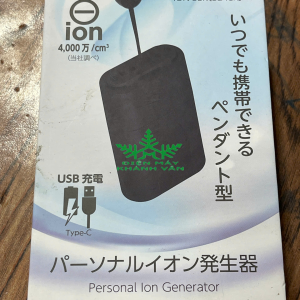 ion
4,000万/cm³
(当社調べ)
いつでも携帯できる
ペンダント型
ĐIỆN MÁY
KHÁNH VÂN
USB充電
Type-C
パーソナルイオン発生器
Personal Ion Generator